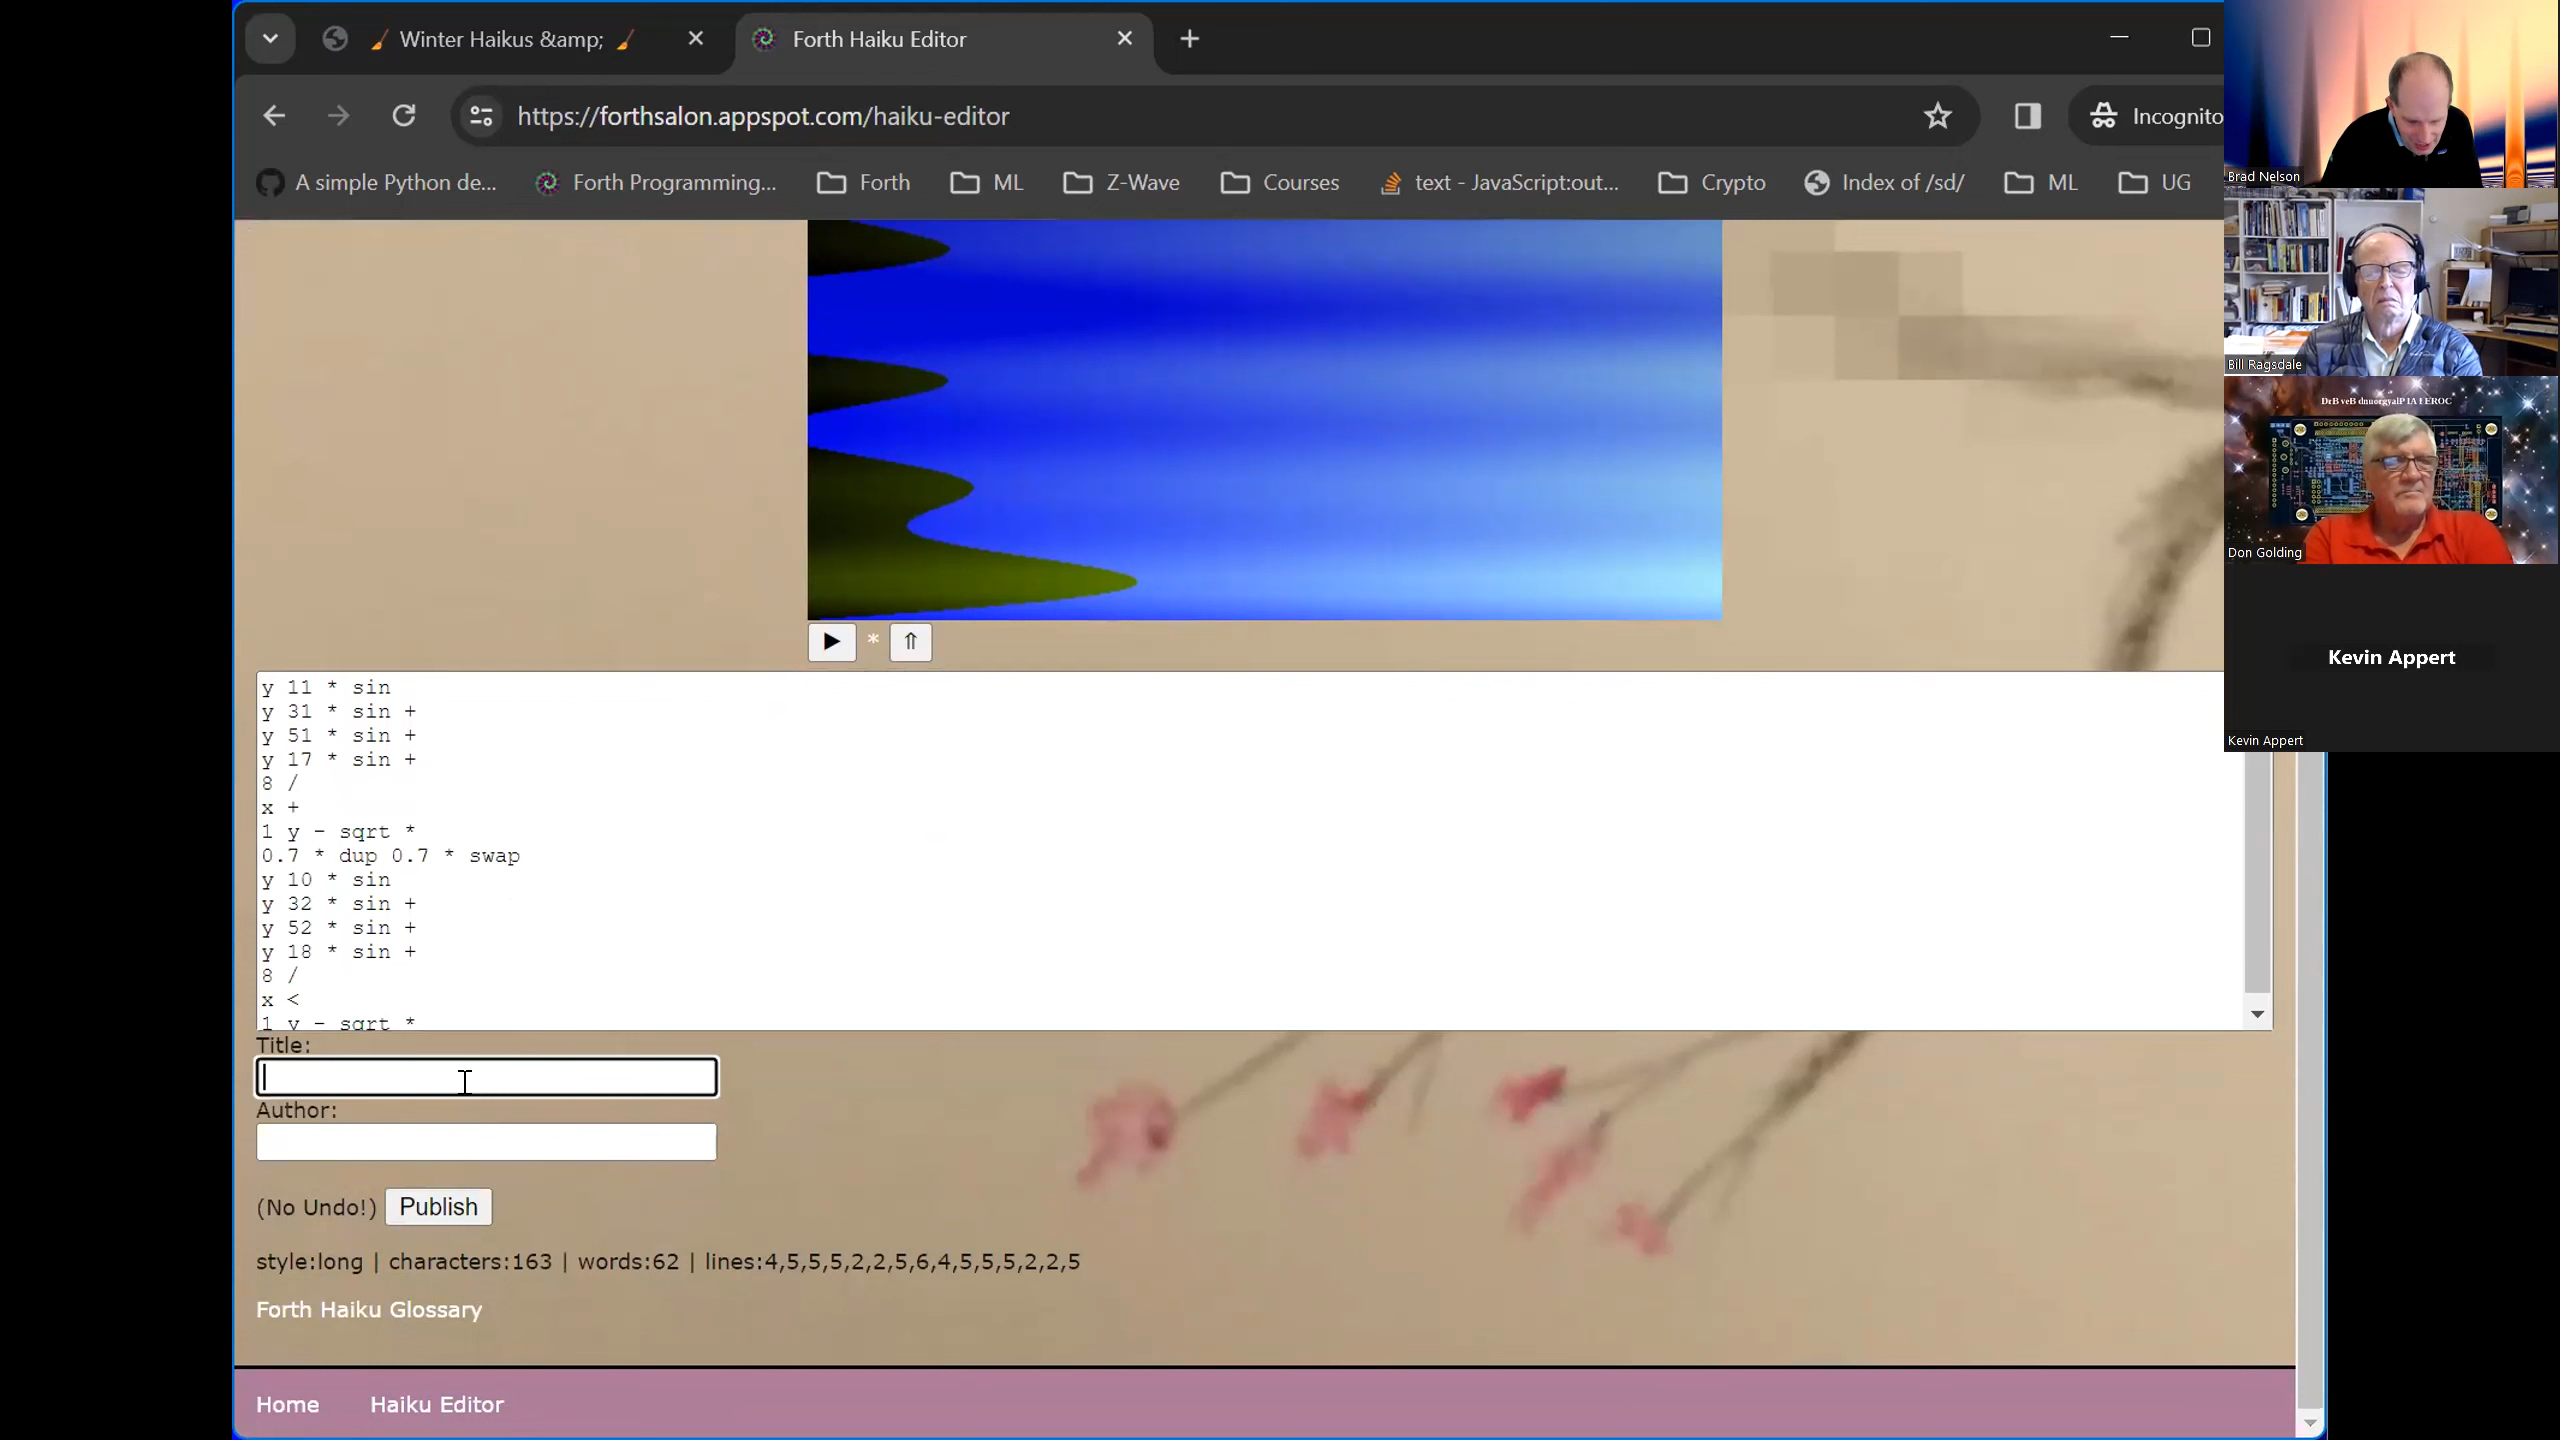 Winter Haikus &amp;
Forth Haiku Editor
https://forthsalon.appspot.com/haiku-editor
Incognito
A simple Python de...
Forth Programming...
Forth
ML
Z-Wave
Courses
text - JavaScript:out...
Crypto
Index of /sd/
ML
UG
Brad Nelson
Bill Ragsdale
Don Golding
Kevin Appert
Kevin Appert
*
y 11 * sin
y 31 * sin +
y 51 * sin +
y 17 * sin +
8 /
x +
1 y - sqrt *
0.7 * dup 0.7 * swap
y 10 * sin
y 32 * sin +
y 52 * sin +
y 18 * sin +
8 /
x <
1 y - sqrt *
Title:
Author:
(No Undo!) Publish
style:long | characters:163 | words:62 | lines:4,5,5,5,2,2,5,6,4,5,5,5,2,2,5
Forth Haiku Glossary
Home Haiku Editor